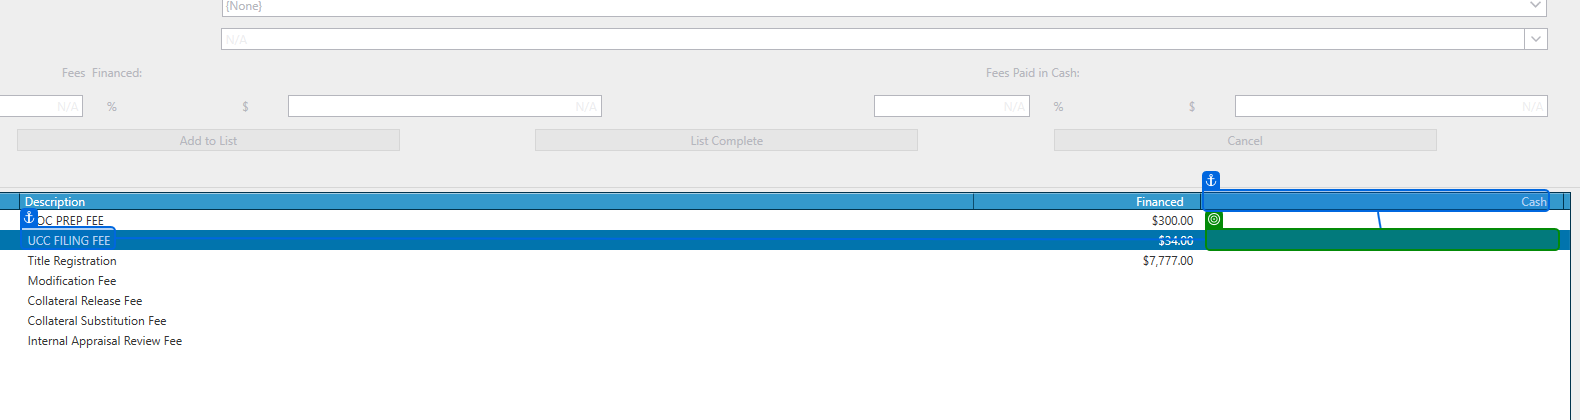 {None}
N/A
Fees Financed: Fees Paid in Cash:
N/A % $ N/A N/A % $ N/A
Add to List List Complete Cancel
Description Financed Cash
OC PREP FEE $300.00
UCC FILING FEE $34.00
Title Registration $7,777.00
Modification Fee
Collateral Release Fee
Collateral Substitution Fee
Internal Appraisal Review Fee